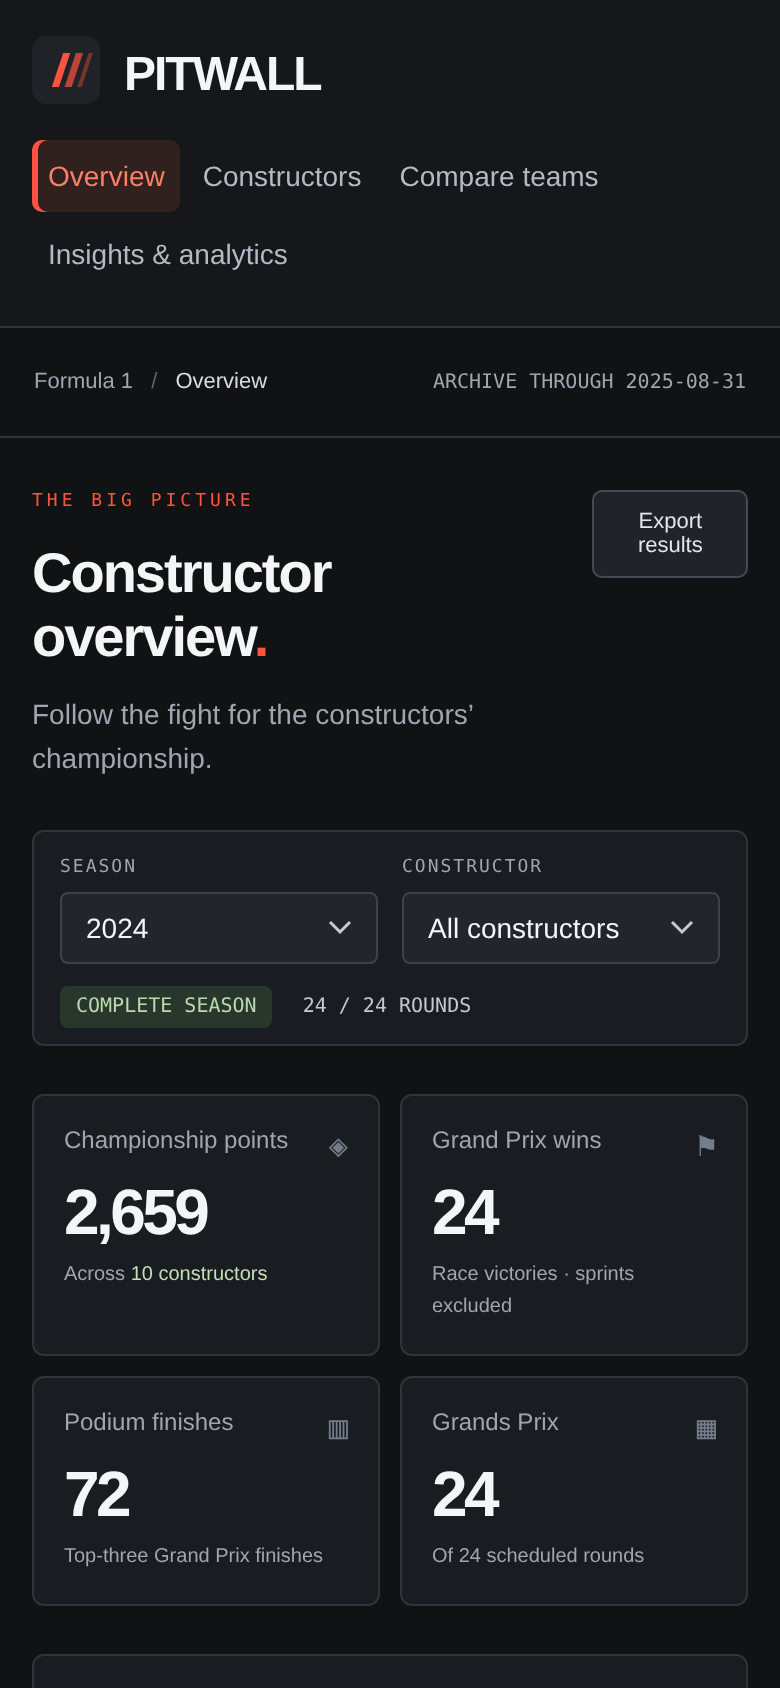 PITWALL
Overview Constructors Compare teams
Insights & analytics
Formula 1 / Overview ARCHIVE THROUGH 2025-08-31
THE BIG PICTURE
Export
results
Constructor
overview.
Follow the fight for the constructors’
championship.
SEASON CONSTRUCTOR
2024 All constructors
COMPLETE SEASON 24 / 24 ROUNDS
Championship points
2,659
Across 10 constructors
Grand Prix wins
24
Race victories · sprints
excluded
Podium finishes
72
Top-three Grand Prix finishes
Grands Prix
24
Of 24 scheduled rounds